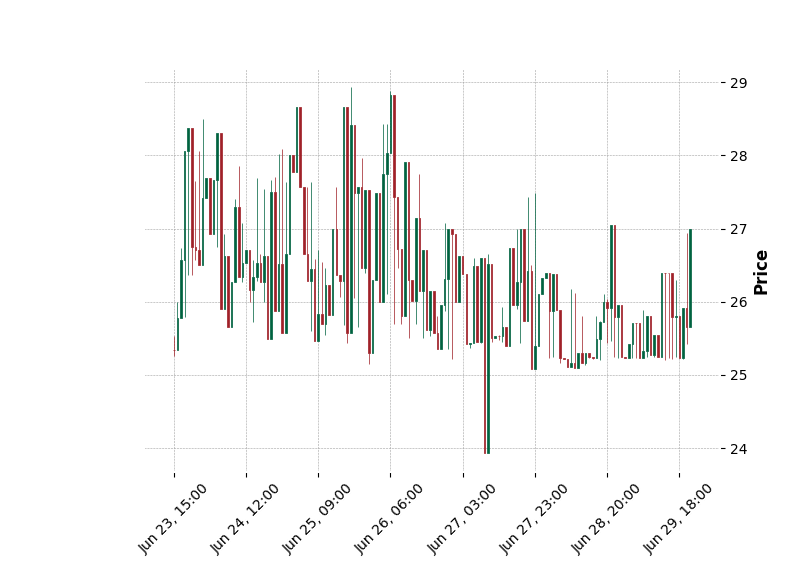 29
28
27
26
25
24
Price
Jun 23, 15:00
Jun 24, 12:00
Jun 25, 09:00
Jun 26, 06:00
Jun 27, 03:00
Jun 27, 23:00
Jun 28, 20:00
Jun 29, 18:00